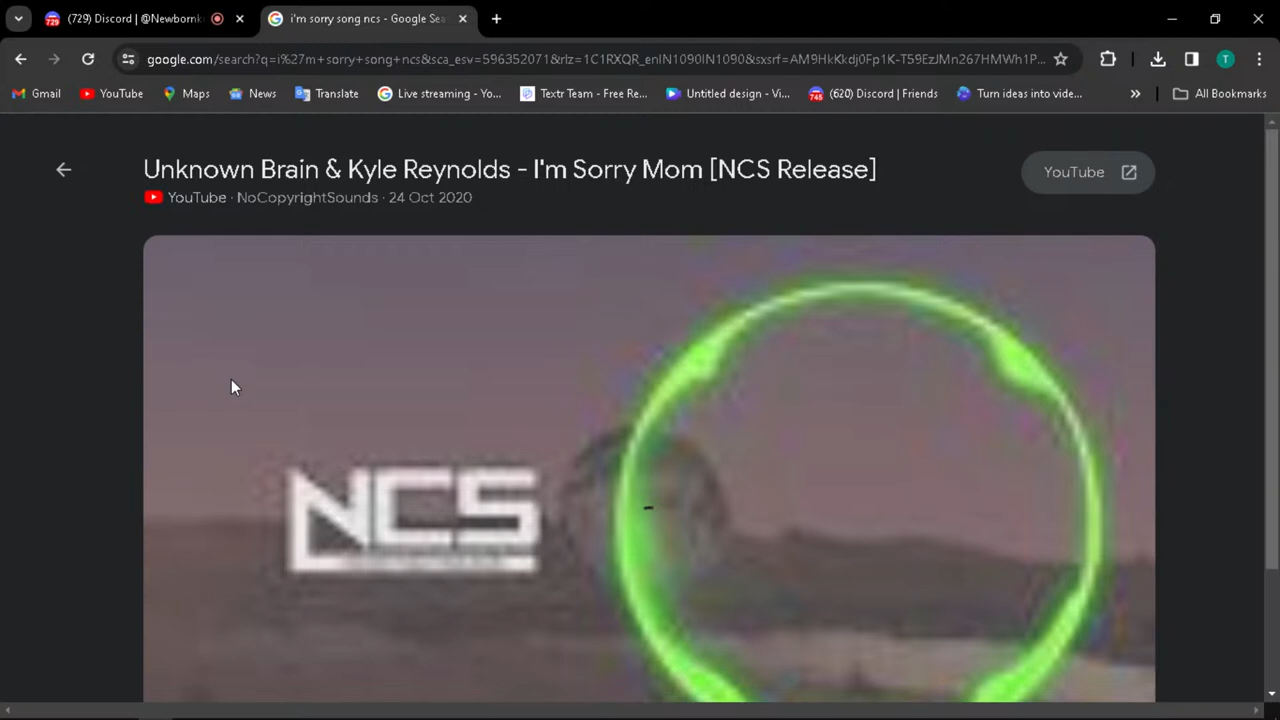 (729) Discord | @Newbornk
i'm sorry song ncs - Google Sea
google.com/search?q=i%27m+sorry+song+ncs&sca_esv=596352071&rlz=1C1RXQR_enIN1090IN1090&sxsrf=AM9HkKkdj0Fp1K-T59EzJMn267HMWh1P...
T
Gmail
YouTube
Maps
News
Translate
Live streaming - Yo...
Textr Team - Free Re...
Untitled design - Vi...
745
(620) Discord | Friends
Turn ideas into vide...
»
All Bookmarks
Unknown Brain & Kyle Reynolds - I'm Sorry Mom [NCS Release]
YouTube
YouTube · NoCopyrightSounds · 24 Oct 2020
NCS